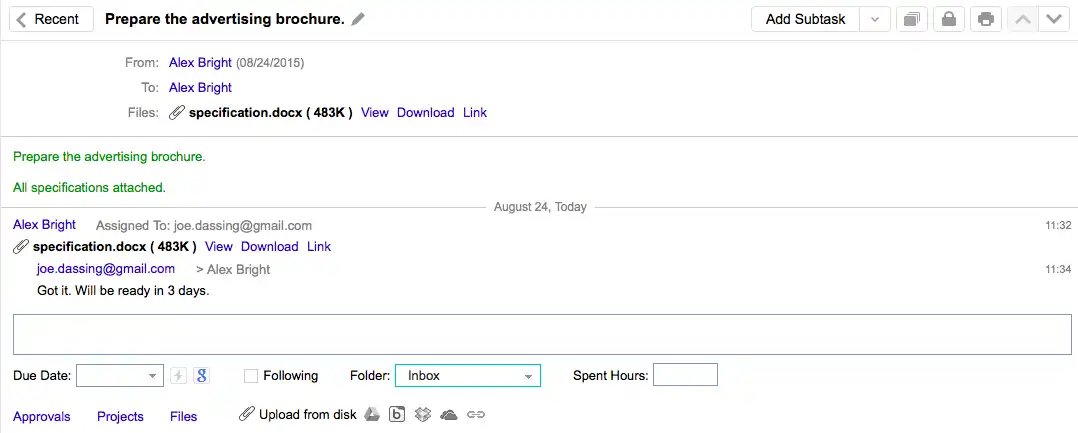 Recent Prepare the advertising brochure. Add Subtask
From: Alex Bright (08/24/2015)
To: Alex Bright
Files: specification.docx ( 483K ) View Download Link
Prepare the advertising brochure.
All specifications attached.
August 24, Today
Alex Bright Assigned To: joe.dassing@gmail.com 11:32
specification.docx ( 483K ) View Download Link
joe.dassing@gmail.com > Alex Bright 11:34
Got it. Will be ready in 3 days.
Due Date: g Following Folder: Inbox Spent Hours:
Approvals Projects Files Upload from disk b